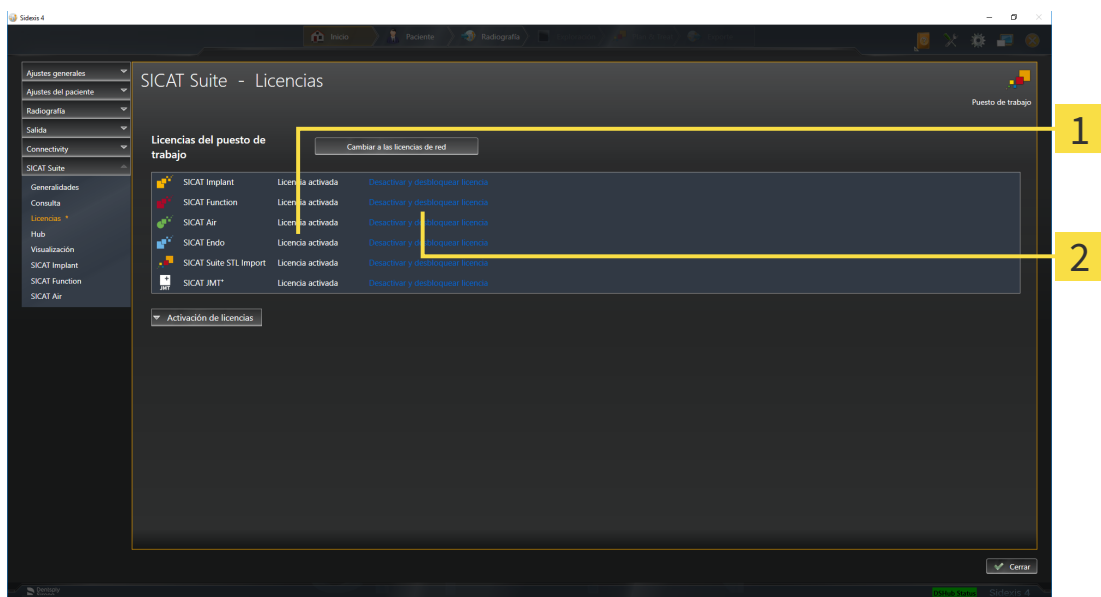 Sidexis 4
Inicio
Paciente
Radiografía
Ajustes generales
Ajustes del paciente
Radiografía
Salida
Connectivity
SICAT Suite
Generalidades
Consulta
Licencias *
Hub
Visualización
SICAT Implant
SICAT Function
SICAT Air
SICAT Suite - Licencias
Puesto de trabajo
Licencias del puesto de
trabajo
Cambiar a las licencias de red
SICAT Implant Licencia activada Desactivar y desbloquear licencia
SICAT Function Licencia activada Desactivar y desbloquear licencia
SICAT Air Licencia activada Desactivar y desbloquear licencia
SICAT Endo Licencia activada Desactivar y desbloquear licencia
SICAT Suite STL Import Licencia activada Desactivar y desbloquear licencia
JMT SICAT JMT+ Licencia activada Desactivar y desbloquear licencia
Activación de licencias
1
2
Cerrar
Dentsply
DSHub Status
Sidexis 4